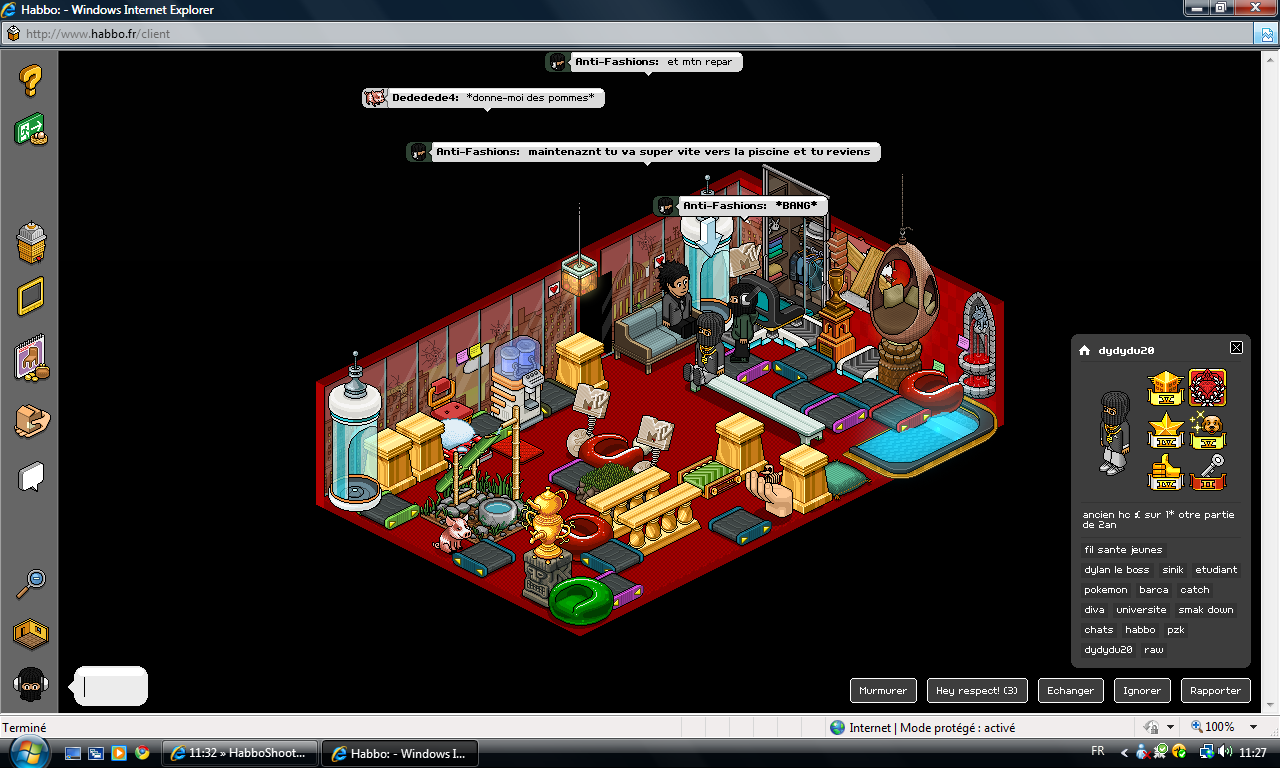 Habbo: - Windows Internet Explorer
http://www.habbo.fr/client
Anti-Fashions: et mtn repar
Dededede4: *donne-moi des pommes*
Anti-Fashions: maintenaznt tu va super vite vers la piscine et tu reviens
Anti-Fashions: *BANG*
dydydu20
ancien hc sur 1* otre partie
de 2an
fil sante jeunes
dylan le boss sinik etudiant
pokemon barca catch
diva universite smak down
chats habbo pzk
dydydu20 raw
Murmurer Hey respect! (3) Echanger Ignorer Rapporter
Terminé Internet | Mode protégé : activé 100%
11:32 » HabboShoot... Habbo: - Windows I... FR 11:27